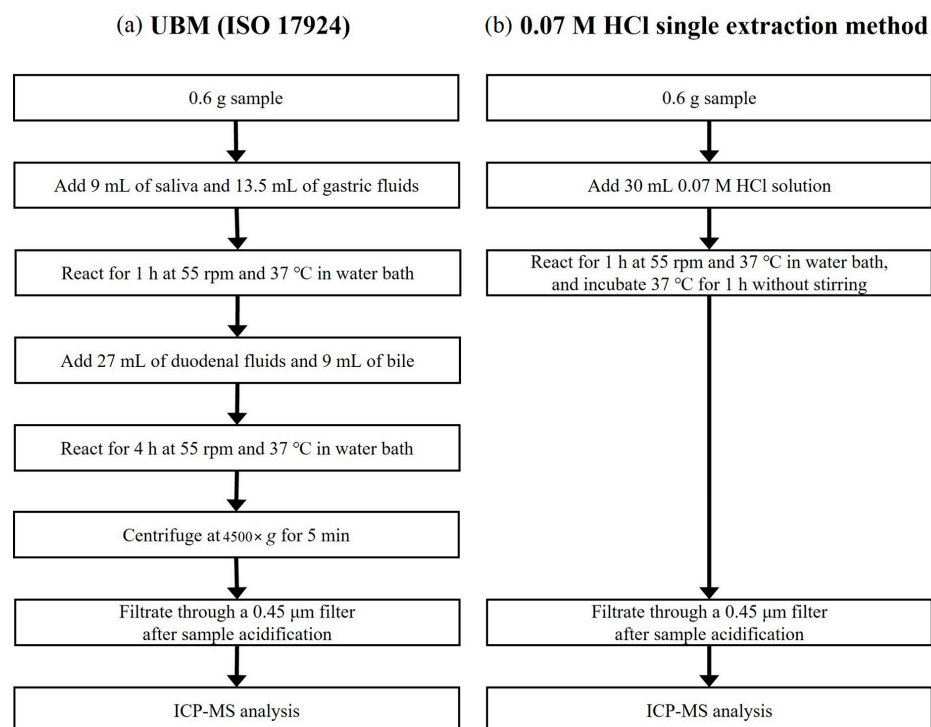 (a) UBM (ISO 17924)
0.6 g sample
Add 9 mL of saliva and 13.5 mL of gastric fluids
React for 1 h at 55 rpm and 37 ℃ in water bath
Add 27 mL of duodenal fluids and 9 mL of bile
React for 4 h at 55 rpm and 37 ℃ in water bath
Centrifuge at 4500× g for 5 min
Filtrate through a 0.45 μm filter
after sample acidification
ICP-MS analysis
(b) 0.07 M HCl single extraction method
0.6 g sample
Add 30 mL 0.07 M HCl solution
React for 1 h at 55 rpm and 37 ℃ in water bath,
and incubate 37 ℃ for 1 h without stirring
Filtrate through a 0.45 μm filter
after sample acidification
ICP-MS analysis